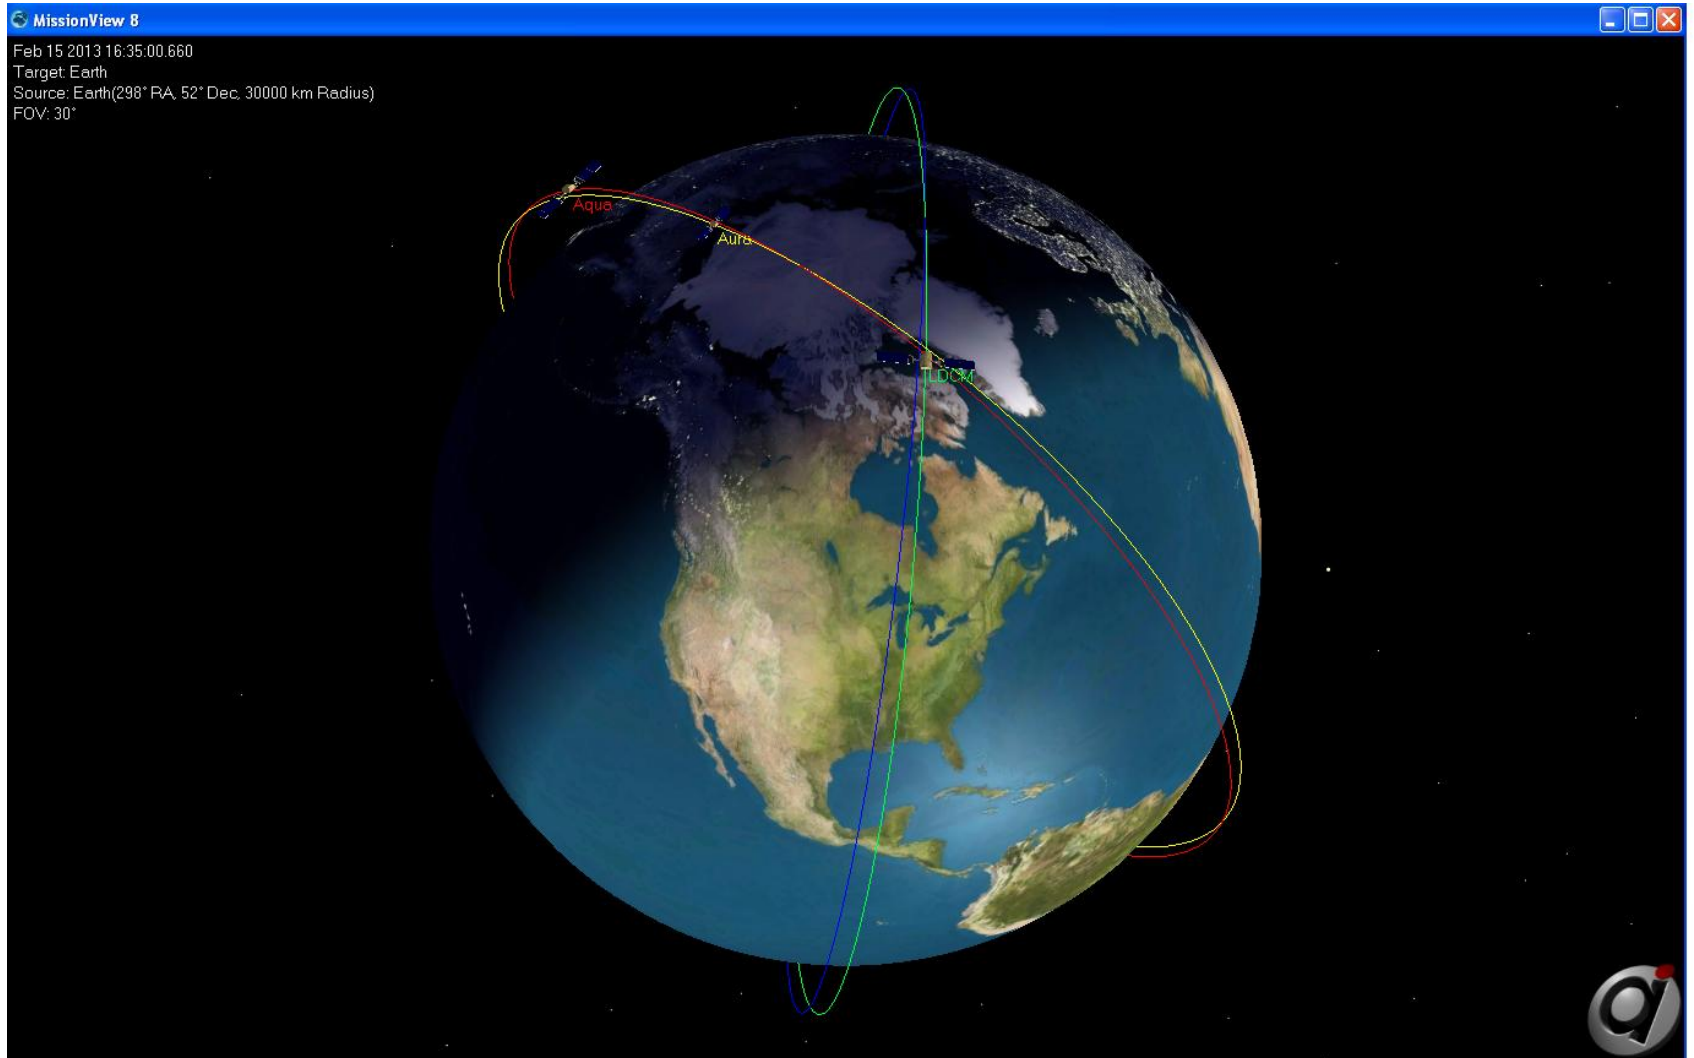 MissionView 8
Feb 15 2013 16:35:00.660
Target: Earth
Source: Earth(298° RA, 52° Dec, 30000 km Radius)
FOV: 30°
Aqua
Aura
LDCM